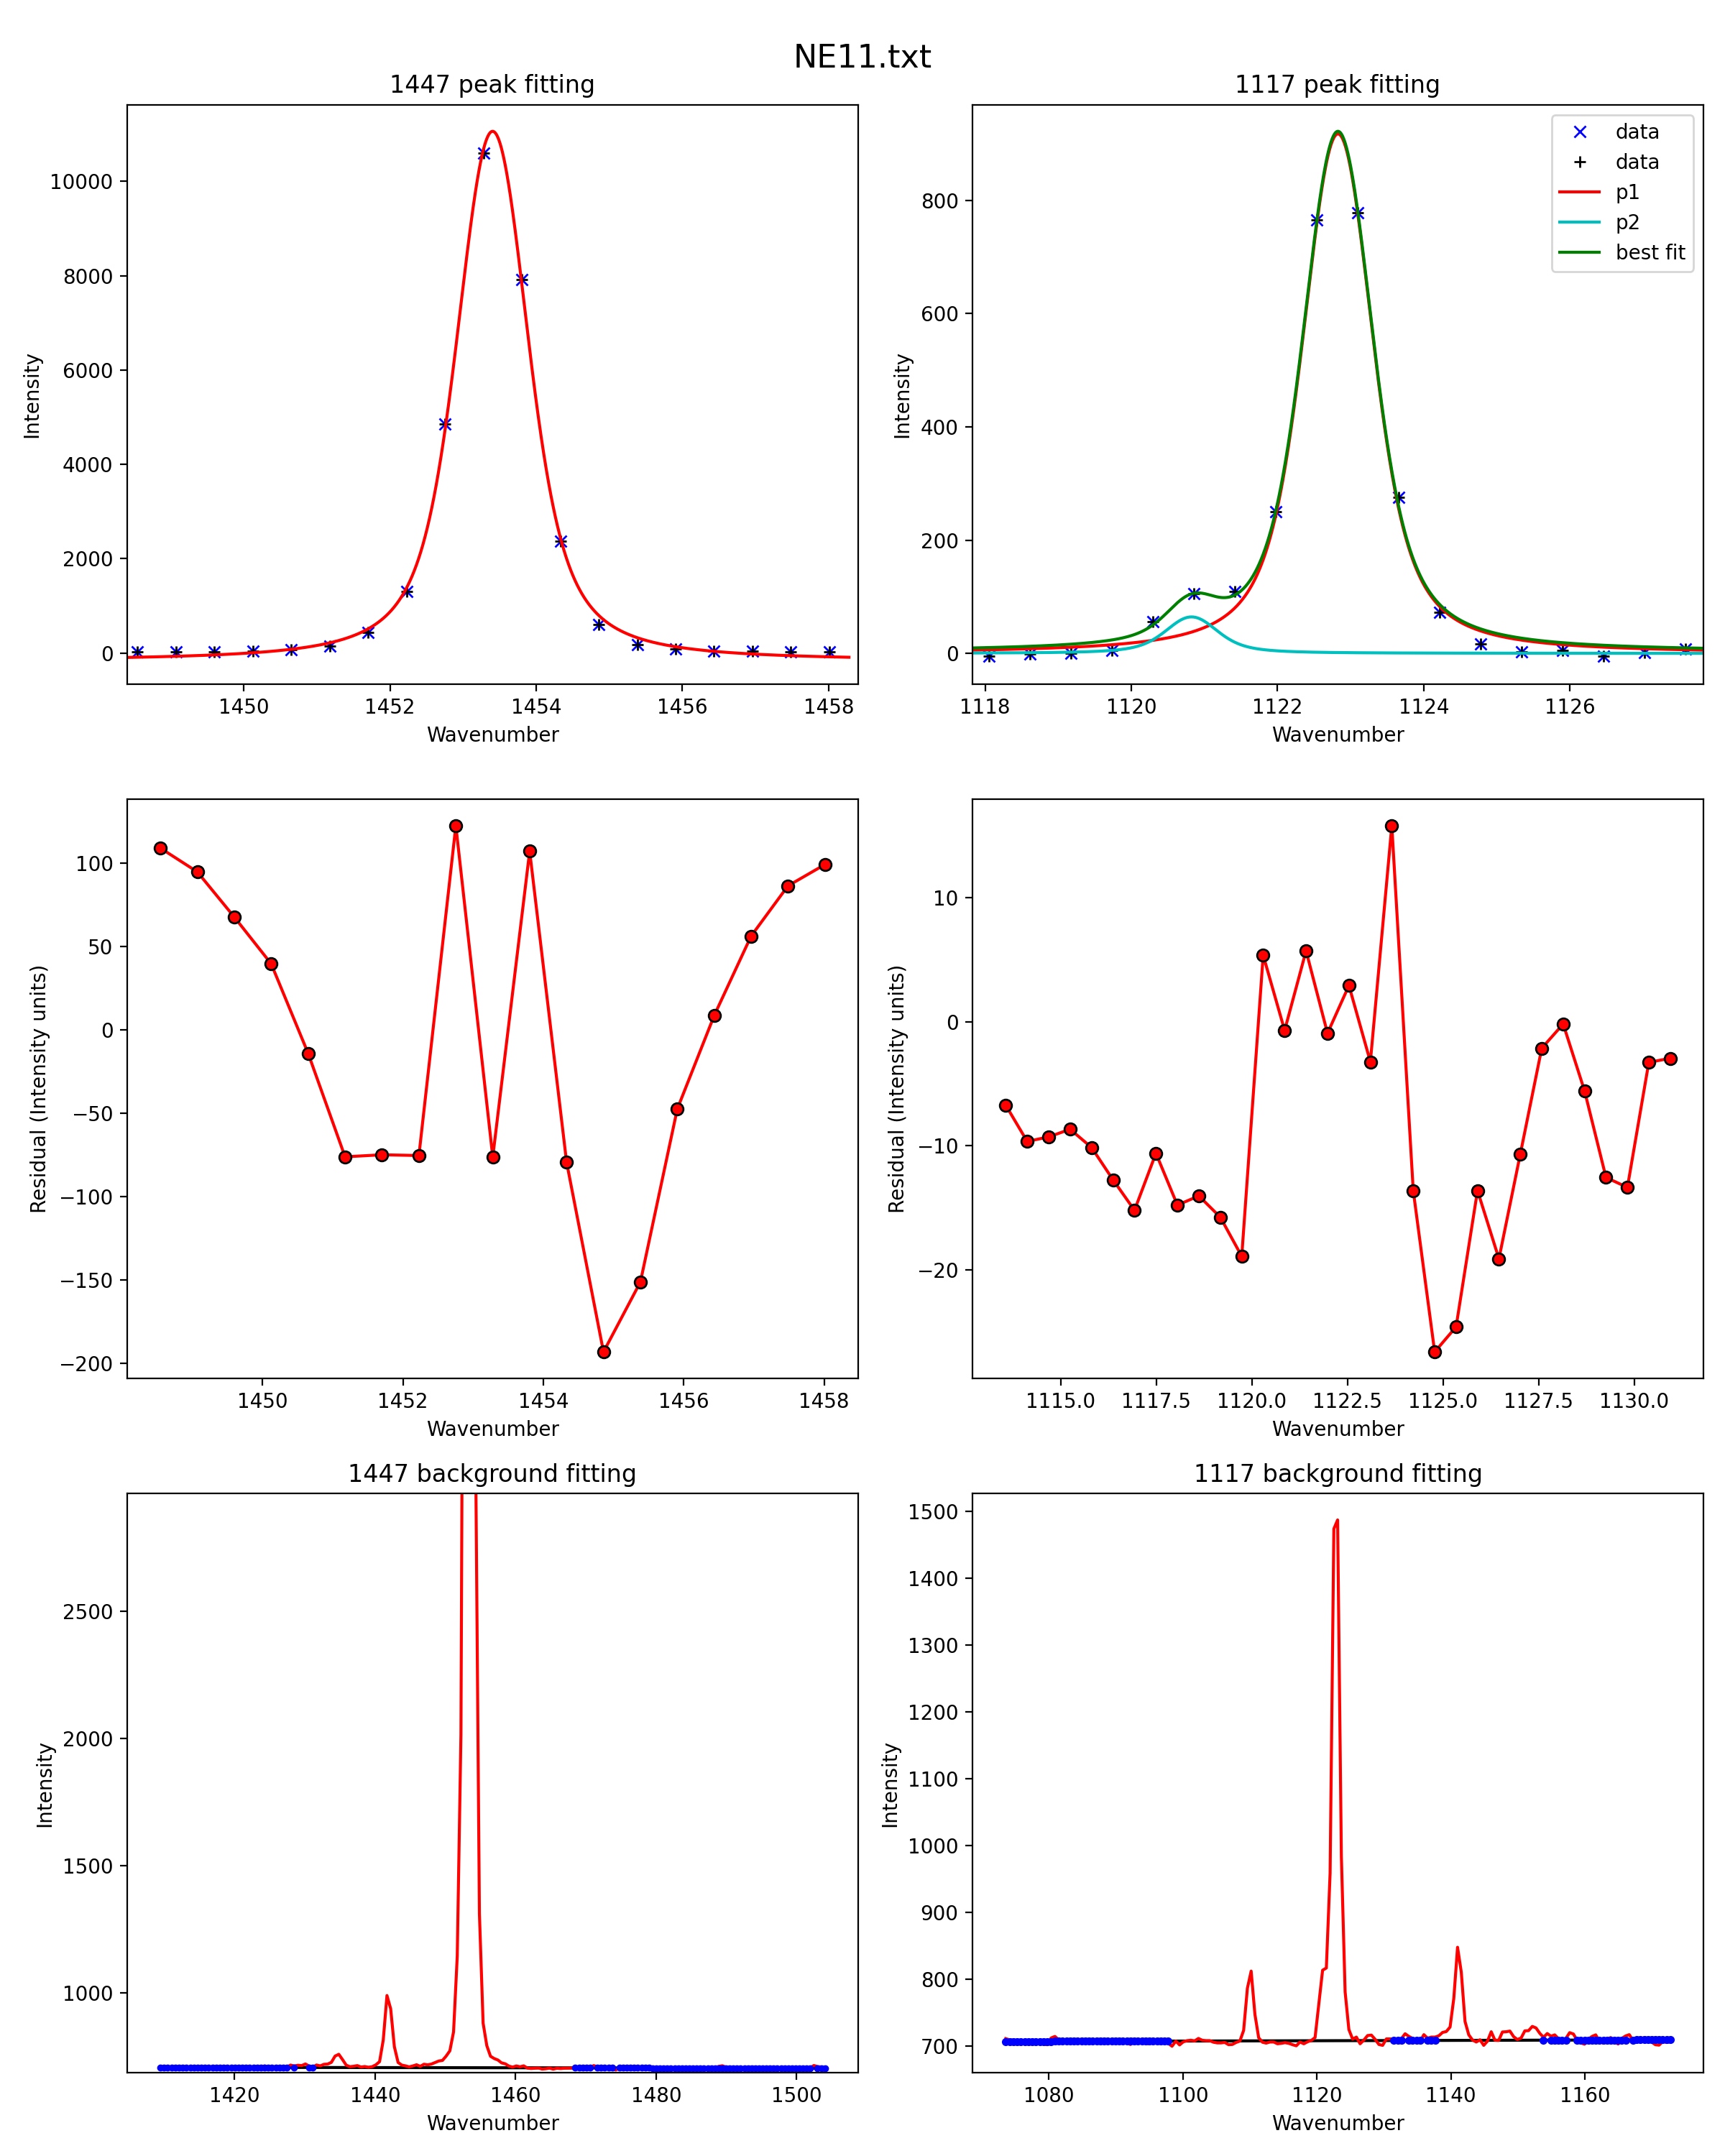 NE11.txt
1447 peak fitting
10000
8000
6000
4000
2000
0
Intensity
1450 1452 1454 1456 1458
Wavenumber
1117 peak fitting
data
data
p1
p2
best fit
800
600
400
200
0
Intensity
1118 1120 1122 1124 1126
Wavenumber
100
50
0
−50
−100
−150
−200
Residual (Intensity units)
1450 1452 1454 1456 1458
Wavenumber
10
0
−10
−20
Residual (Intensity units)
1115.0 1117.5 1120.0 1122.5 1125.0 1127.5 1130.0
Wavenumber
1447 background fitting
2500
2000
1500
1000
Intensity
1420 1440 1460 1480 1500
Wavenumber
1117 background fitting
1500
1400
1300
1200
1100
1000
900
800
700
Intensity
1080 1100 1120 1140 1160
Wavenumber